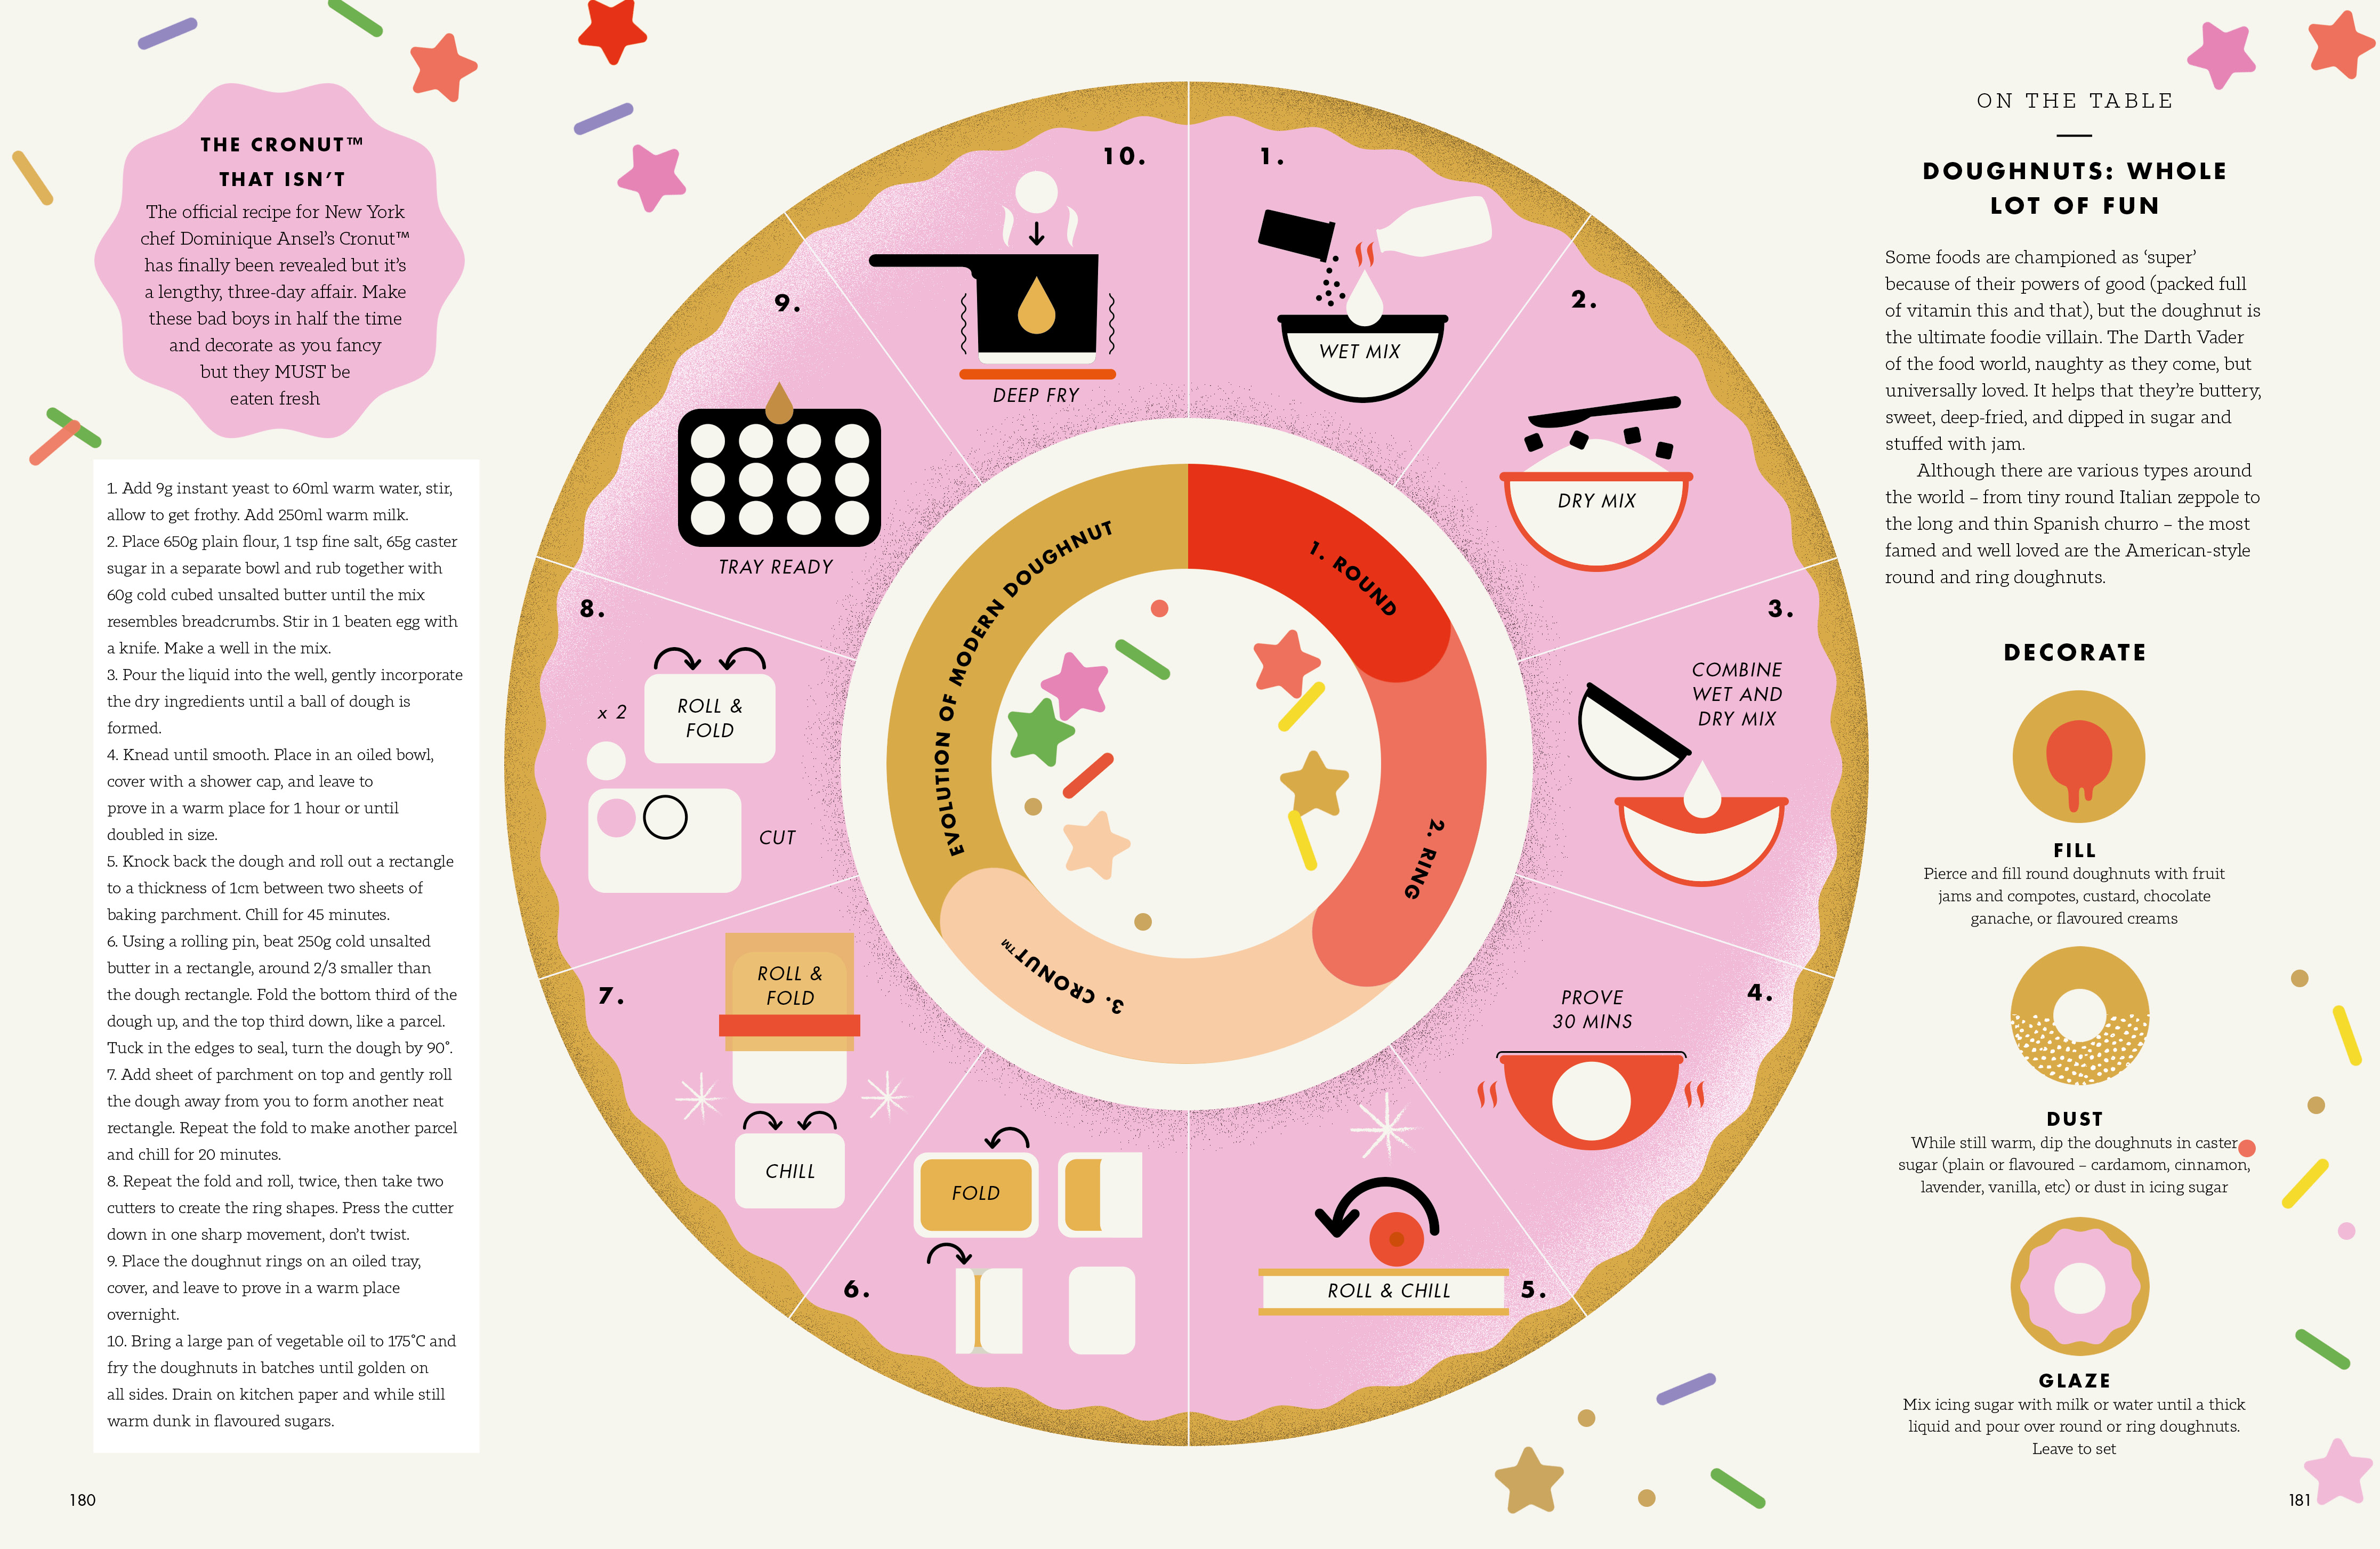 THE CRONUT™
THAT ISN’T
The official recipe for New York
chef Dominique Ansel’s Cronut™
has finally been revealed but it’s
a lengthy, three-day affair. Make
these bad boys in half the time
and decorate as you fancy
but they MUST be
eaten fresh
1. Add 9g instant yeast to 60ml warm water, stir,
allow to get frothy. Add 250ml warm milk.
2. Place 650g plain flour, 1 tsp fine salt, 65g caster
sugar in a separate bowl and rub together with
60g cold cubed unsalted butter until the mix
resembles breadcrumbs. Stir in 1 beaten egg with
a knife. Make a well in the mix.
3. Pour the liquid into the well, gently incorporate
the dry ingredients until a ball of dough is
formed.
4. Knead until smooth. Place in an oiled bowl,
cover with a shower cap, and leave to
prove in a warm place for 1 hour or until
doubled in size.
5. Knock back the dough and roll out a rectangle
to a thickness of 1cm between two sheets of
baking parchment. Chill for 45 minutes.
6. Using a rolling pin, beat 250g cold unsalted
butter in a rectangle, around 2/3 smaller than
the dough rectangle. Fold the bottom third of the
dough up, and the top third down, like a parcel.
Tuck in the edges to seal, turn the dough by 90°.
7. Add sheet of parchment on top and gently roll
the dough away from you to form another neat
rectangle. Repeat the fold to make another parcel
and chill for 20 minutes.
8. Repeat the fold and roll, twice, then take two
cutters to create the ring shapes. Press the cutter
down in one sharp movement, don’t twist.
9. Place the doughnut rings on an oiled tray,
cover, and leave to prove in a warm place
overnight.
10. Bring a large pan of vegetable oil to 175°C and
fry the doughnuts in batches until golden on
all sides. Drain on kitchen paper and while still
warm dunk in flavoured sugars.
180
1.
WET MIX
2.
DRY MIX
3.
COMBINE
WET AND
DRY MIX
4.
PROVE
30 MINS
5.
ROLL & CHILL
6.
FOLD
7.
ROLL &
FOLD
CHILL
8.
x 2
ROLL &
FOLD
CUT
9.
TRAY READY
10.
DEEP FRY
EVOLUTION OF MODERN DOUGHNUT
1. ROUND
2. RING
3. CRONUT™
ON THE TABLE
DOUGHNUTS: WHOLE
LOT OF FUN
Some foods are championed as ‘super’
because of their powers of good (packed full
of vitamin this and that), but the doughnut is
the ultimate foodie villain. The Darth Vader
of the food world, naughty as they come, but
universally loved. It helps that they’re buttery,
sweet, deep-fried, and dipped in sugar and
stuffed with jam.
Although there are various types around
the world – from tiny round Italian zeppole to
the long and thin Spanish churro – the most
famed and well loved are the American-style
round and ring doughnuts.
DECORATE
FILL
Pierce and fill round doughnuts with fruit
jams and compotes, custard, chocolate
ganache, or flavoured creams
DUST
While still warm, dip the doughnuts in caster
sugar (plain or flavoured – cardamom, cinnamon,
lavender, vanilla, etc) or dust in icing sugar
GLAZE
Mix icing sugar with milk or water until a thick
liquid and pour over round or ring doughnuts.
Leave to set
181